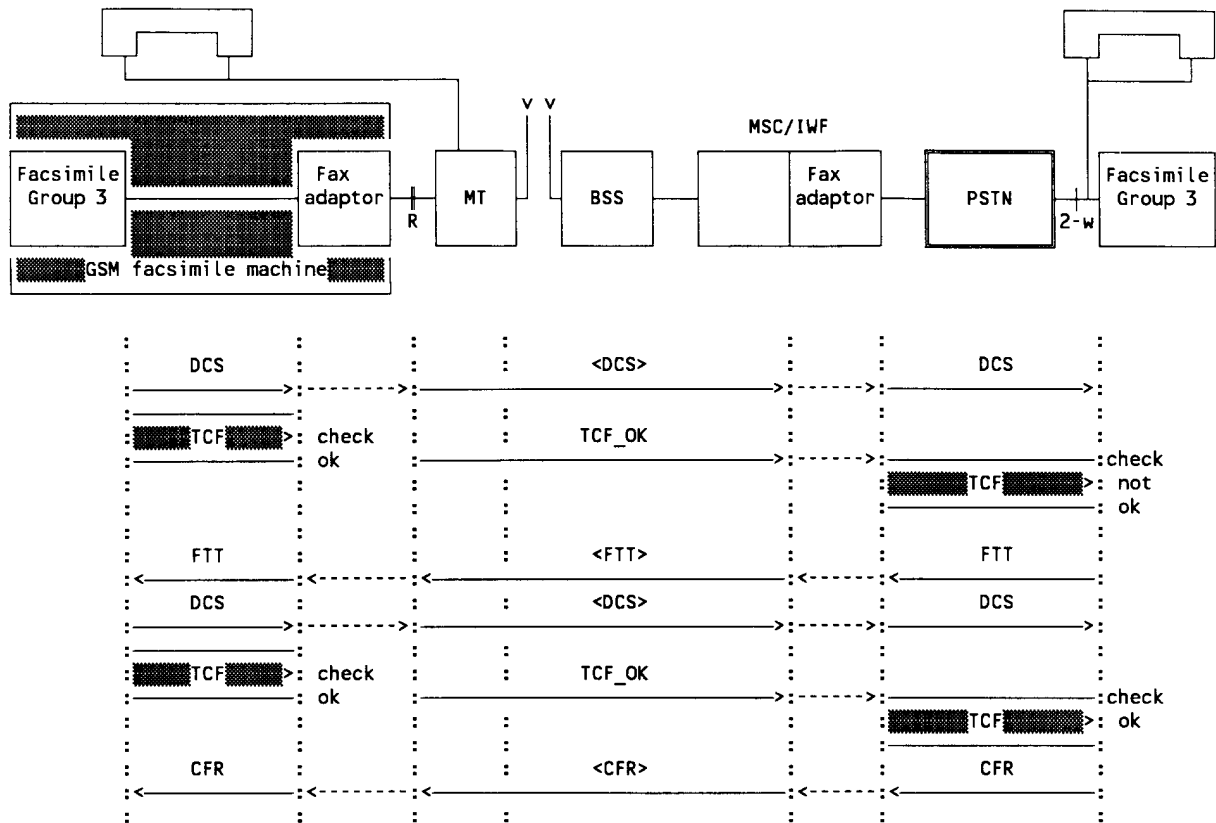 MSC/IWF
Facsimile Group 3
Fax adaptor
R
MT
BSS
Fax adaptor
PSTN
2-w
Facsimile Group 3
GSM facsimile machine
DCS <DCS> DCS
TCF check ok
TCF_OK
check not ok
TCF
FTT <FTT> FTT
DCS <DCS> DCS
TCF check ok
TCF_OK
check ok
TCF
CFR <CFR> CFR